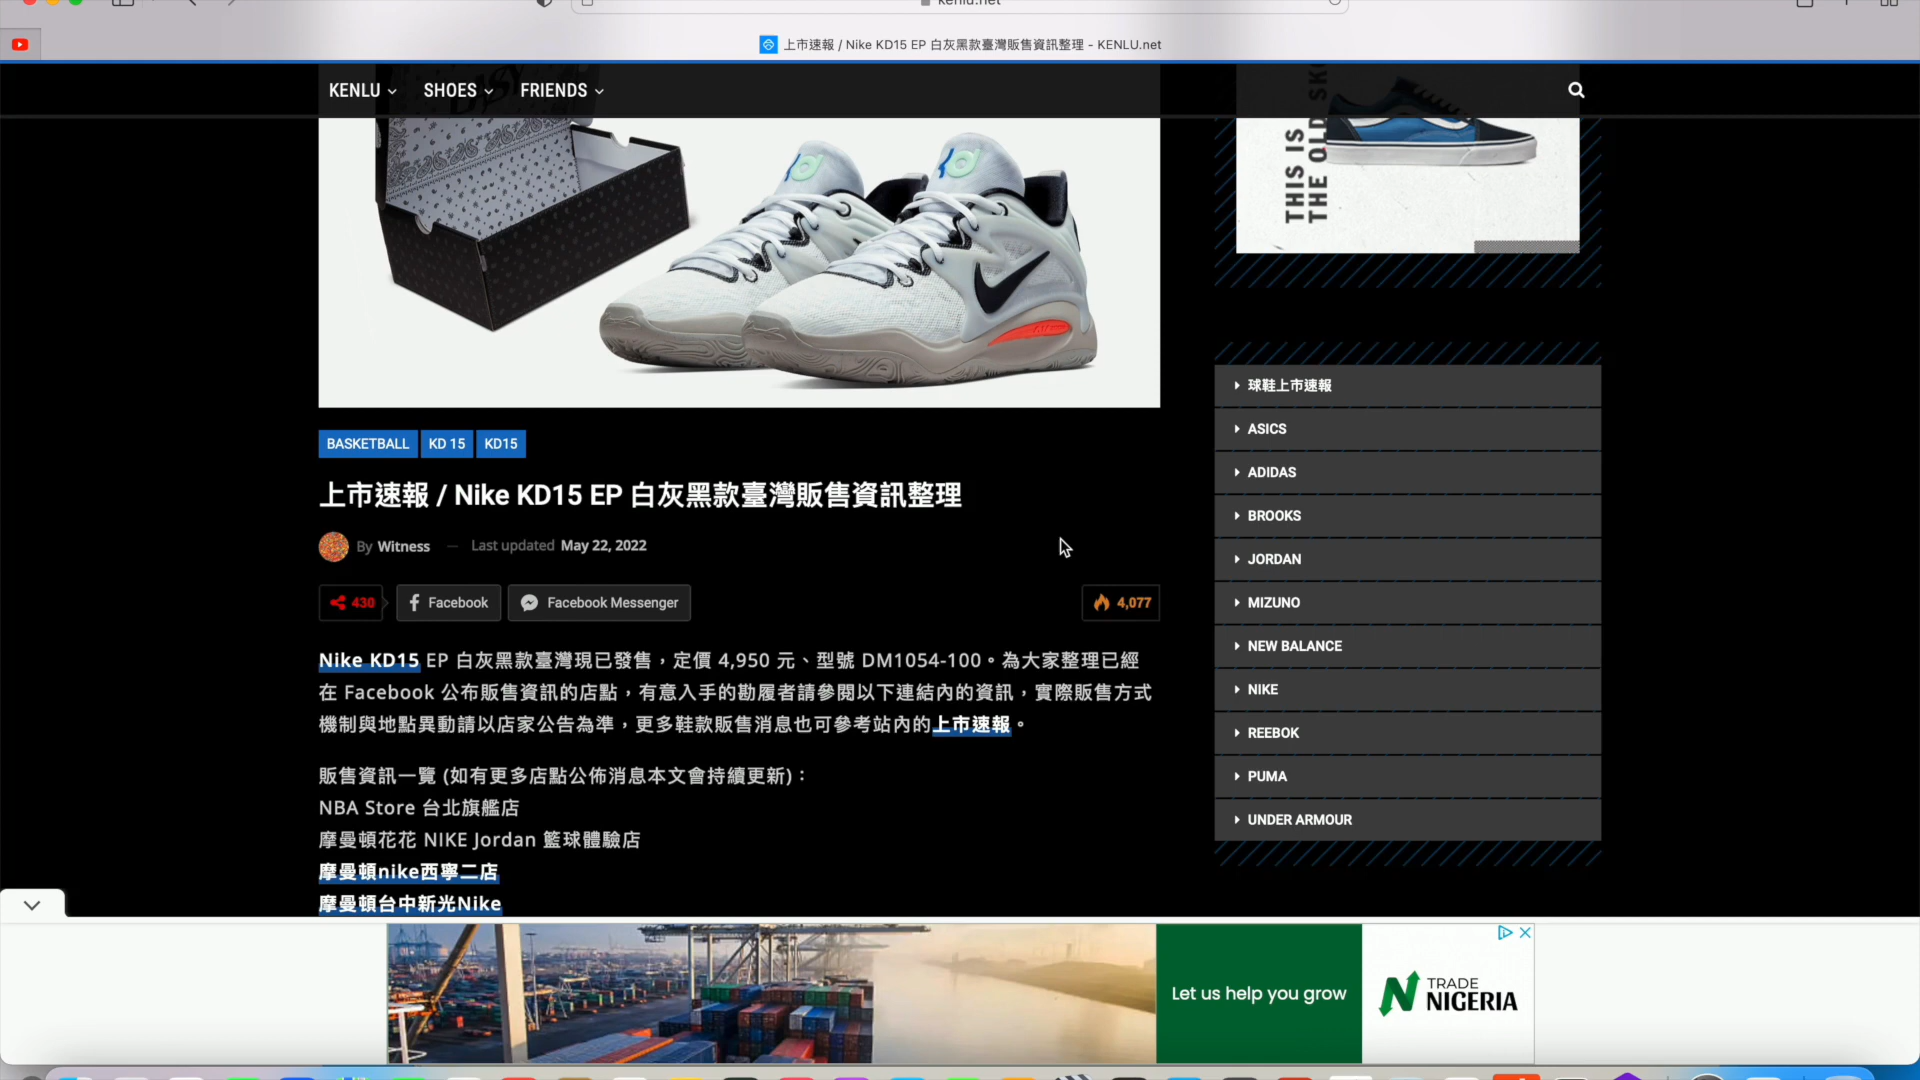 kenlu.net
上市速報 / Nike KD15 EP 白灰黑款臺灣販售資訊整理 - KENLU.net
KENLU
SHOES
FRIENDS
THIS IS
THE OLD SK
BASKETBALL
KD 15
KD15
上市速報 / Nike KD15 EP 白灰黑款臺灣販售資訊整理
By Witness — Last updated May 22, 2022
430
Facebook
Facebook Messenger
4,077
Nike KD15 EP 白灰黑款臺灣現已發售，定價 4,950 元、型號 DM1054-100。為大家整理已經
在 Facebook 公布販售資訊的店點，有意入手的勘履者請參閱以下連結內的資訊，實際販售方式
機制與地點異動請以店家公告為準，更多鞋款販售消息也可參考站內的上市速報。
販售資訊一覽 (如有更多店點公佈消息本文會持續更新)：
NBA Store 台北旗艦店
摩曼頓花花 NIKE Jordan 籃球體驗店
摩曼頓nike西寧二店
摩曼頓台中新光Nike
球鞋上市速報
ASICS
ADIDAS
BROOKS
JORDAN
MIZUNO
NEW BALANCE
NIKE
REEBOK
PUMA
UNDER ARMOUR
Let us help you grow
TRADE
NIGERIA